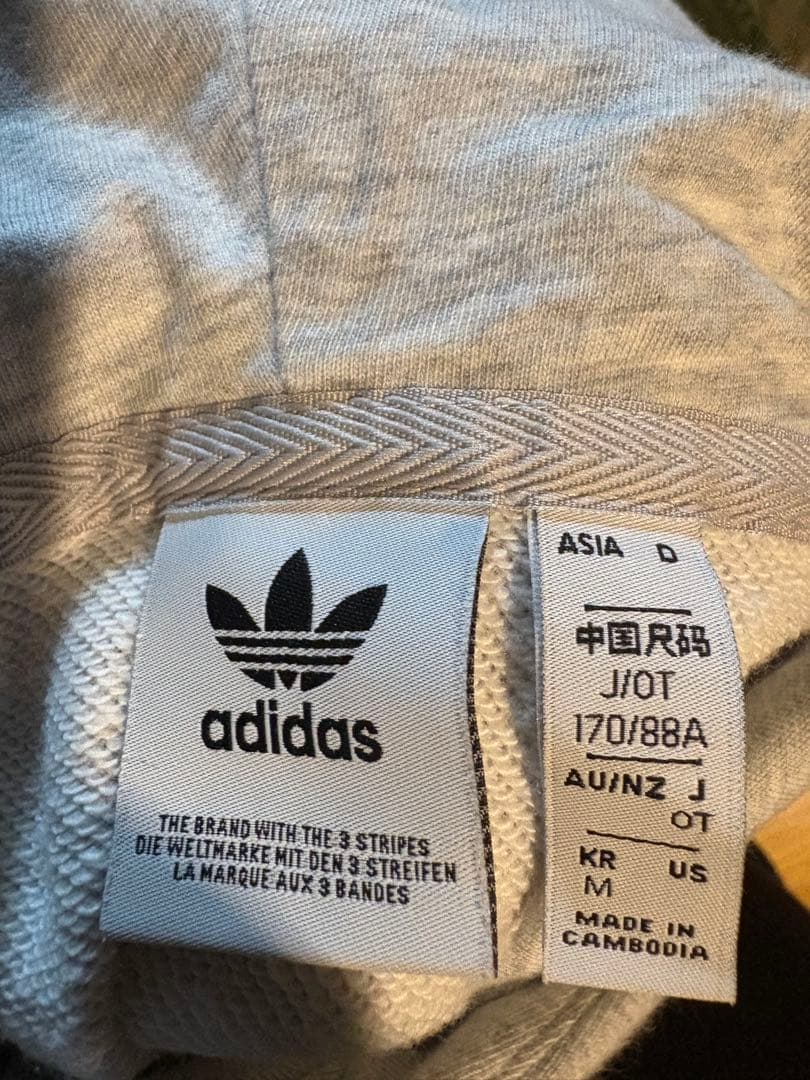 adidas
THE BRAND WITH THE 3 STRIPES
DIE WELTMARKE MIT DEN 3 STREIFEN
LA MARQUE AUX 3 BANDES
ASIA D
中国尺码
J/OT
170/88A
AU/NZ J
OT
KR US
M
MADE IN
CAMBODIA